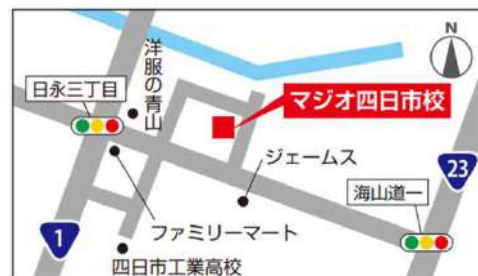 N
洋服の青山
日永三丁目
マジオ四日市校
ジェームス
23
海山道一
ファミリーマート
1
四日市工業高校